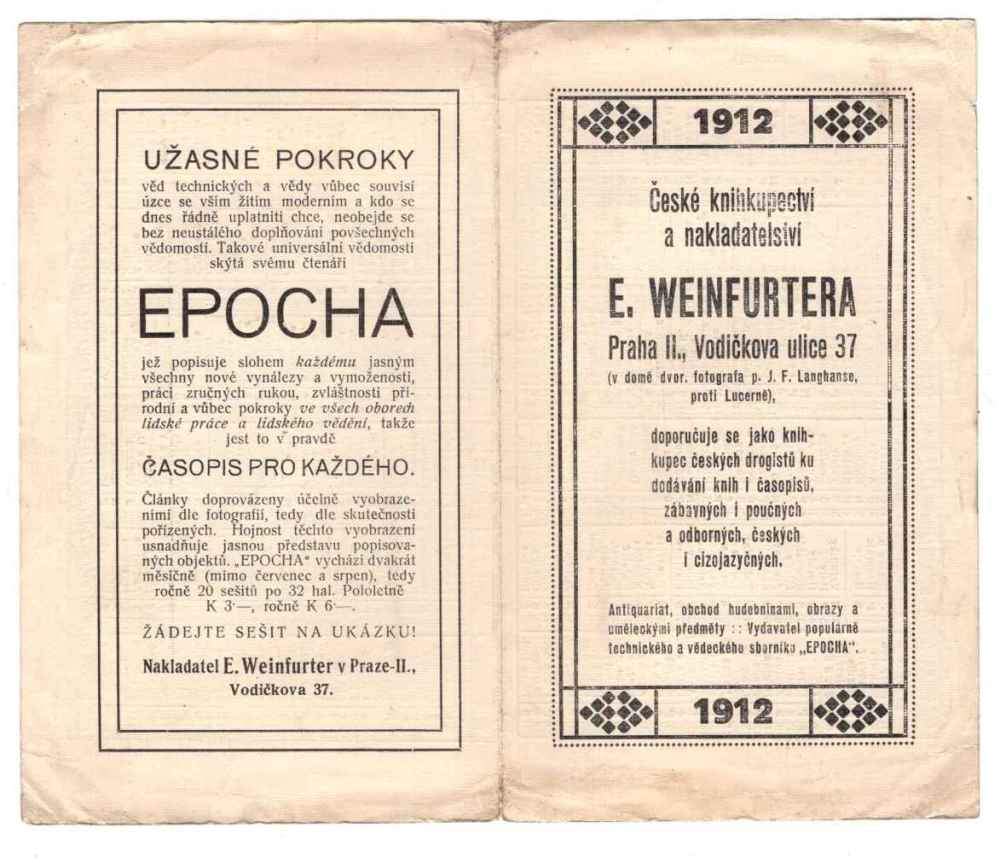 UŽASNÉ POKROKY
věd technických a vědy vůbec souvisí
úzce se vším žitím moderním a kdo se
dnes řádně uplatniti chce, neobejde se
bez neustálého doplňování povšechných
vědomostí. Takové universální vědomosti
skýtá svému čtenáři
EPOCHA
jež popisuje slohem každému jasným
všechny nové vynálezy a vymoženosti,
práci zručných rukou, zvláštnosti pří-
rodní a vůbec pokroky ve všech oborech
lidské práce a lidského vědění, takže
jest to v pravdě
ČASOPIS PRO KAŽDÉHO.
Články doprovázeny účelně vyobraze-
ními dle fotografií, tedy dle skutečnosti
pořízených. Hojnost těchto vyobrazení
usnadňuje jasnou představu popisova-
ných objektů. „EPOCHA“ vychází dvakrát
měsíčně (mimo červenec a srpen), tedy
ročně 20 sešitů po 32 hal. Pololetně
K 3·—, ročně K 6·—.
ŽÁDEJTE SEŠIT NA UKÁZKU!
Nakladatel E. Weinfurter v Praze-II.,
Vodičkova 37.
1912
České knihkupectví
a nakladatelství
E. WEINFURTERA
Praha II., Vodičkova ulice 37
(v domě dvor. fotografa p. J. F. Langhanse,
proti Lucerně),
doporučuje se jako knih-
kupec českých drogistů ku
dodávání knih i časopisů,
zábavných i poučných
a odborných, českých
i cizojazyčných.
Antiquariát, obchod hudebninami, obrazy a
uměleckými předměty :: Vydavatel populárně
technického a vědeckého sborníku „EPOCHA“.
1912